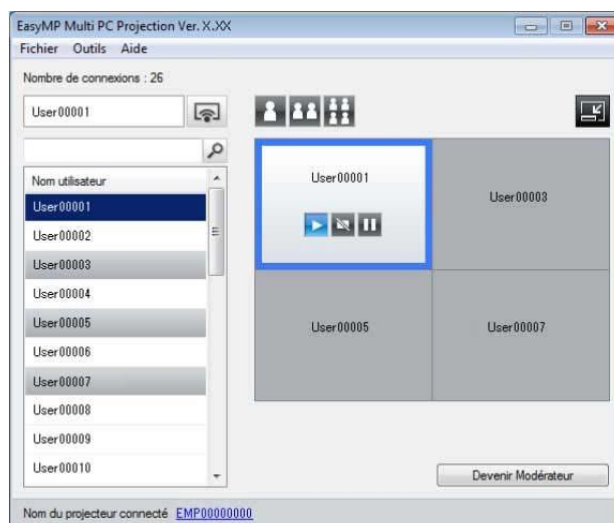 EasyMP Multi PC Projection Ver. X.XX
Fichier Outils Aide
Nombre de connexions : 26
User00001
Nom utilisateur
User00001
User00002
User00003
User00004
User00005
User00006
User00007
User00008
User00009
User00010
User00001
User00003
User00005
User00007
Devenir Modérateur
Nom du projecteur connecté EMP00000000